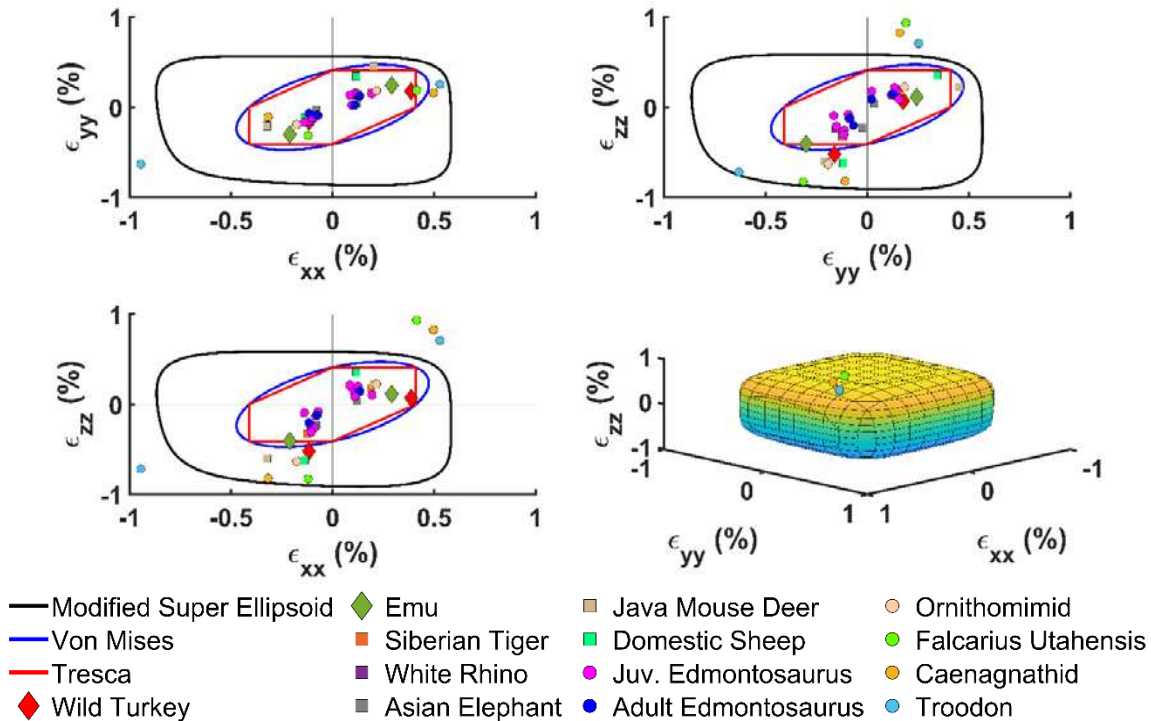 1
0
-1
ϵyy (%)
-1 -0.5 0 0.5 1
ϵxx (%)
1
0
-1
ϵzz (%)
-1 -0.5 0 0.5 1
ϵyy (%)
1
0
-1
ϵzz (%)
-1 -0.5 0 0.5 1
ϵxx (%)
1
0
-1
ϵzz (%)
-1 0 1
ϵyy (%)
1 0 -1
ϵxx (%)
Modified Super Ellipsoid
Von Mises
Tresca
Wild Turkey
Emu
Siberian Tiger
White Rhino
Asian Elephant
Java Mouse Deer
Domestic Sheep
Juv. Edmontosaurus
Adult Edmontosaurus
Ornithomimid
Falcarius Utahensis
Caenagnathid
Troodon